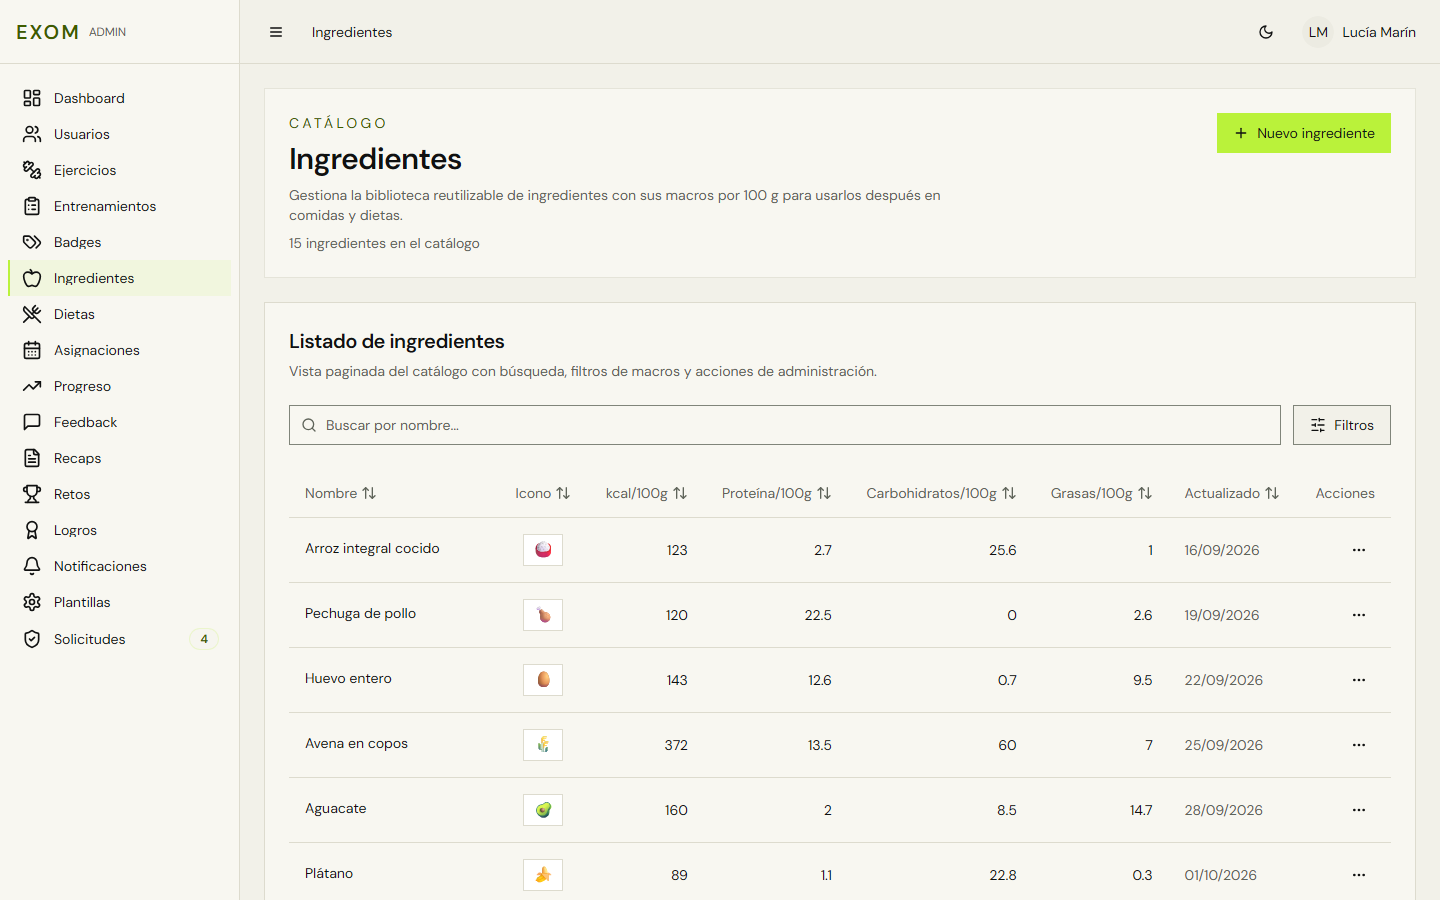 EXOM ADMIN
Ingredientes
LM Lucía Marín
Dashboard
Usuarios
Ejercicios
Entrenamientos
Badges
Ingredientes
Dietas
Asignaciones
Progreso
Feedback
Recaps
Retos
Logros
Notificaciones
Plantillas
Solicitudes 4
CATÁLOGO
Ingredientes
Gestiona la biblioteca reutilizable de ingredientes con sus macros por 100 g para usarlos después en
comidas y dietas.
15 ingredientes en el catálogo
Nuevo ingrediente
Listado de ingredientes
Vista paginada del catálogo con búsqueda, filtros de macros y acciones de administración.
Buscar por nombre...
Filtros
Nombre Icono kcal/100g Proteína/100g Carbohidratos/100g Grasas/100g Actualizado Acciones
Arroz integral cocido 123 2.7 25.6 1 16/09/2026
Pechuga de pollo 120 22.5 0 2.6 19/09/2026
Huevo entero 143 12.6 0.7 9.5 22/09/2026
Avena en copos 372 13.5 60 7 25/09/2026
Aguacate 160 2 8.5 14.7 28/09/2026
Plátano 89 1.1 22.8 0.3 01/10/2026